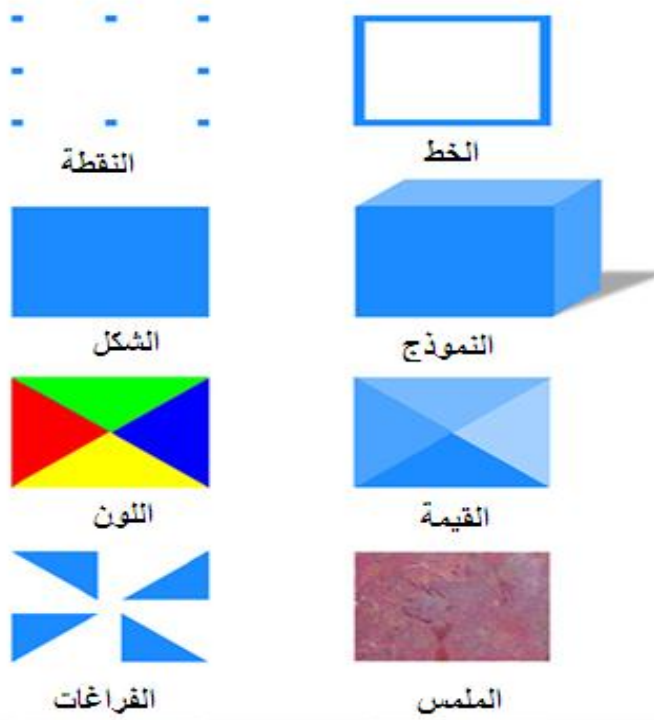 الخط
النقطة
النموذج
الشكل
القيمة
اللون
الملمس
الفراغات